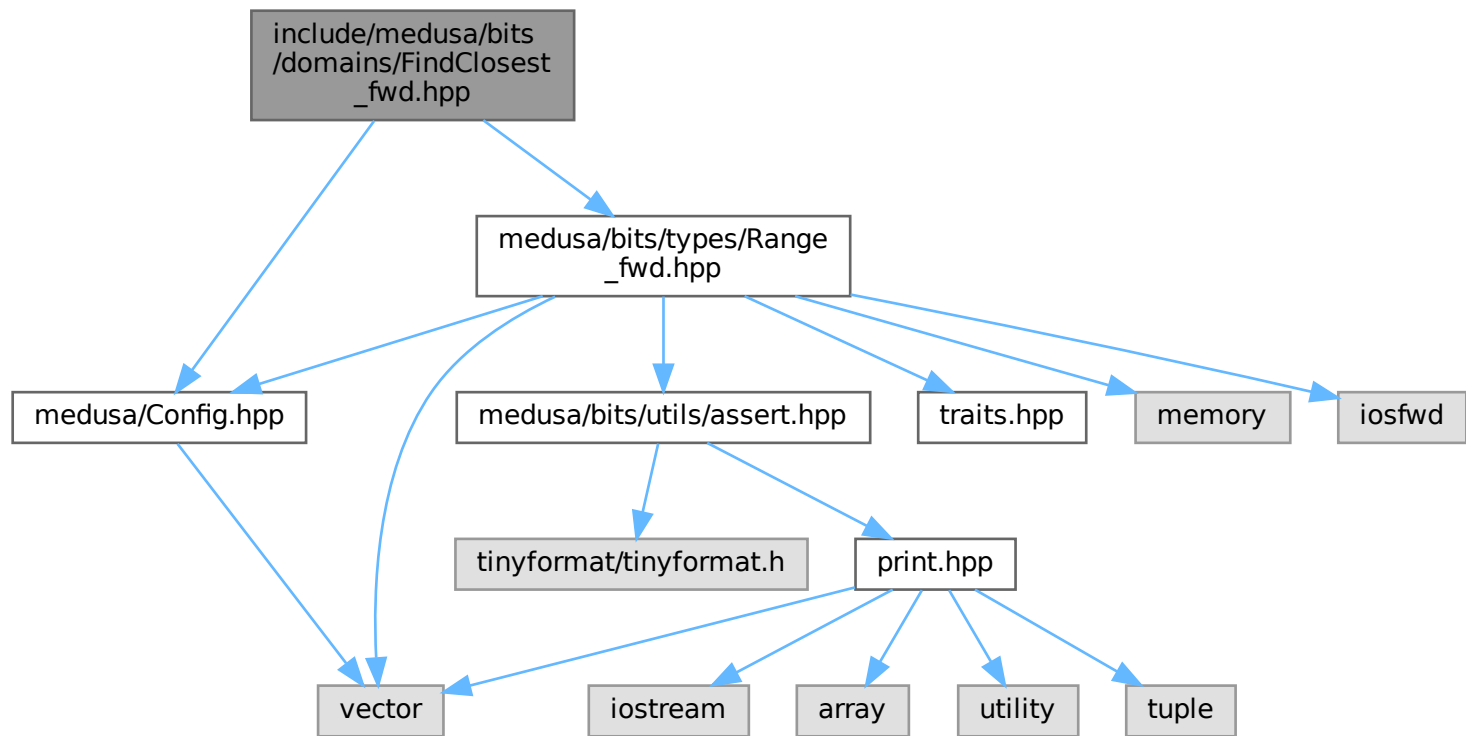 include/medusa/bits
/domains/FindClosest
_fwd.hpp
medusa/bits/types/Range
_fwd.hpp
medusa/Config.hpp
medusa/bits/utils/assert.hpp
traits.hpp
memory
iosfwd
tinyformat/tinyformat.h
print.hpp
vector
iostream
array
utility
tuple